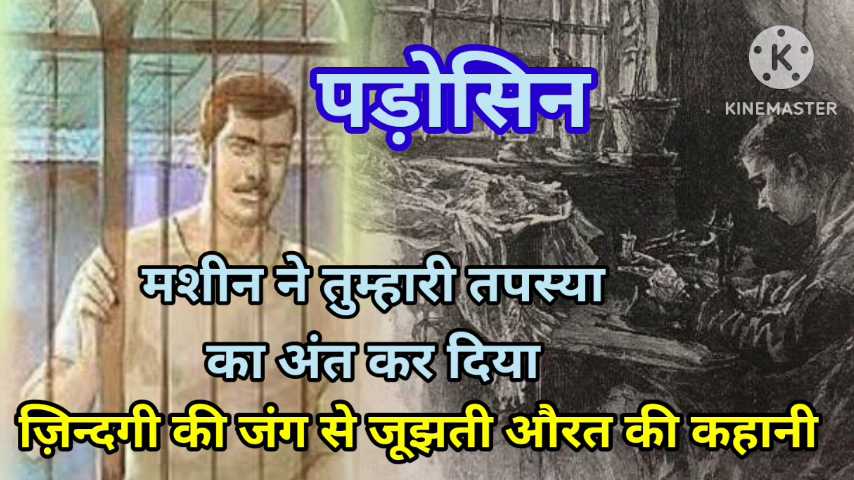 पड़ोसिन
KINEMASTER
मशीन ने तुम्हारी तपस्या
का अंत कर दिया
ज़िन्दगी की जंग से जूझती औरत की कहानी